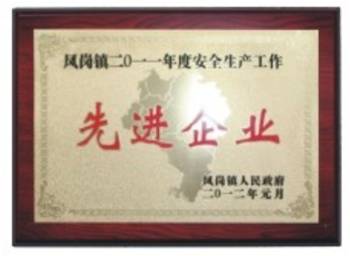 凤岗镇二〇一一年度安全生产工作
先进企业
凤岗镇人民政府
二〇一二年元月